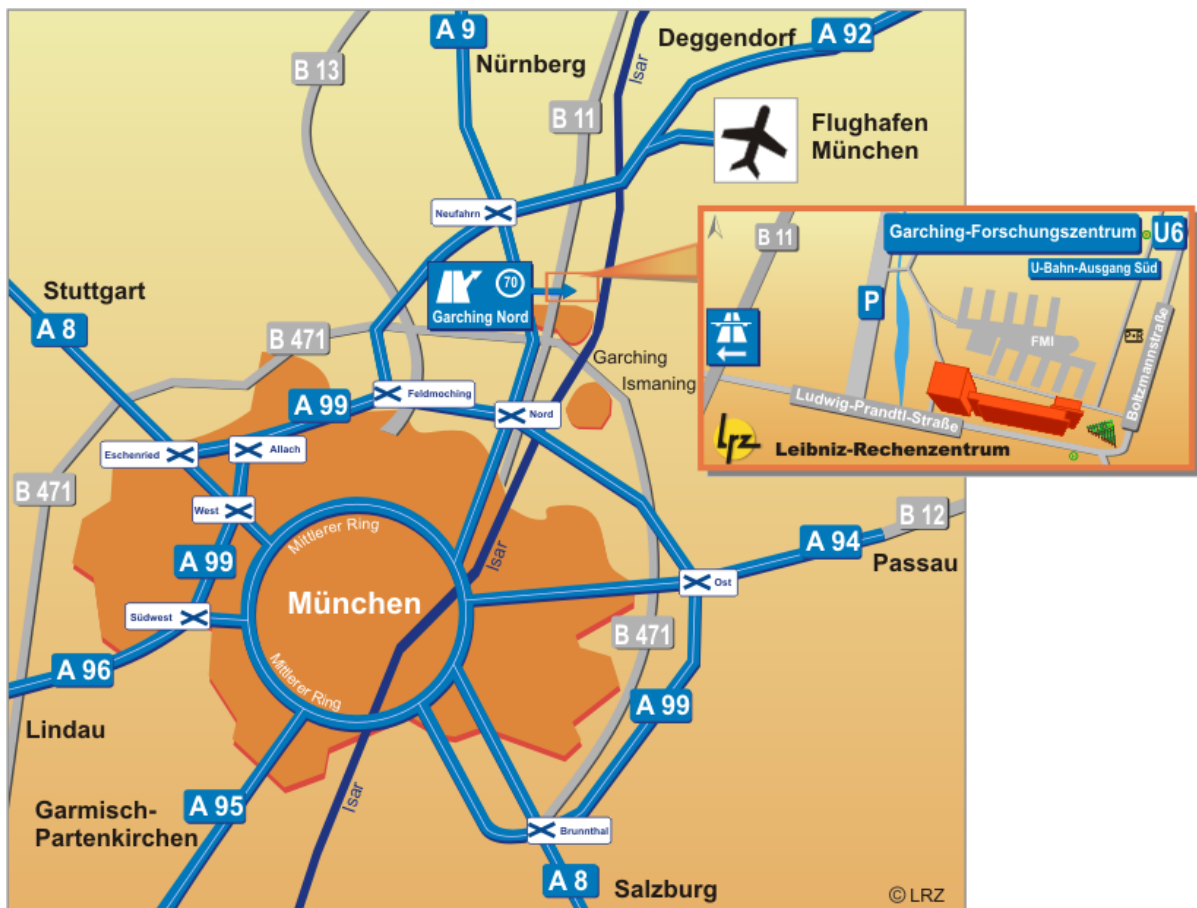 A 9
Nürnberg
Deggendorf
A 92
Isar
B 13
B 11
Flughafen
München
Neufahrn
70
Garching Nord
Stuttgart
A 8
B 471
Garching
Ismaning
Feldmoching
A 99
Nord
Eschenried
Allach
B 471
West
Mittlerer Ring
A 99
Isar
München
Südwest
A 94
B 12
Passau
Ost
B 471
A 96
Mittlerer Ring
A 99
Lindau
Garmisch-
Partenkirchen
A 95
Isar
Brunnthal
A 8
Salzburg
© LRZ
B 11
Garching-Forschungszentrum
U6
U-Bahn-Ausgang Süd
P
FMI
Boltzmannstraße
Ludwig-Prandtl-Straße
lrz
Leibniz-Rechenzentrum